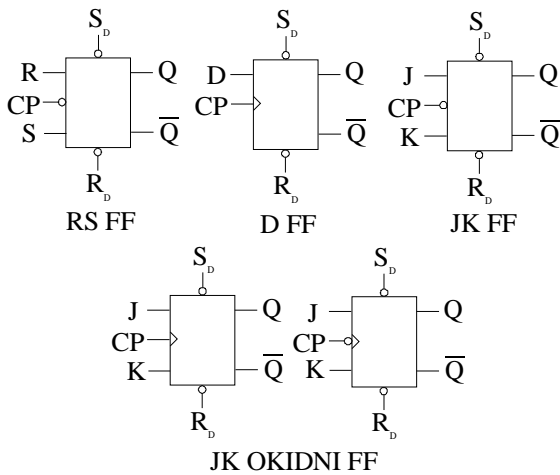 S_D S_D S_D
R Q D Q J Q
CP CP CP
S Q̅ Q̅ K Q̅
R_D R_D R_D
RS FF D FF JK FF
S_D S_D
J Q J Q
CP CP
K Q̅ K Q̅
R_D R_D
JK OKIDNI FF